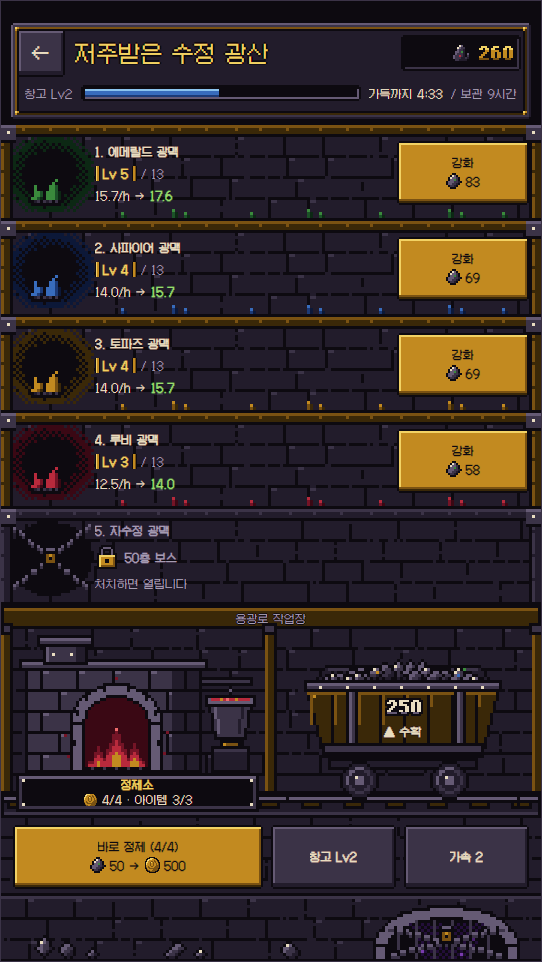 ← 저주받은 수정 광산 260
창고 Lv2 가득까지 4:33 / 보관 9시간
1. 에메랄드 광맥
Lv 5 / 13
15.7/h → 17.6
강화
83
2. 사파이어 광맥
Lv 4 / 13
14.0/h → 15.7
강화
69
3. 토파즈 광맥
Lv 4 / 13
14.0/h → 15.7
강화
69
4. 루비 광맥
Lv 3 / 13
12.5/h → 14.0
강화
58
5. 자수정 광맥
50층 보스
처치하면 열립니다
용광로 작업장
250
▲ 수확
정제소
4/4 · 아이템 3/3
바로 정제 (4/4)
50 → 500
창고 Lv2
가속 2